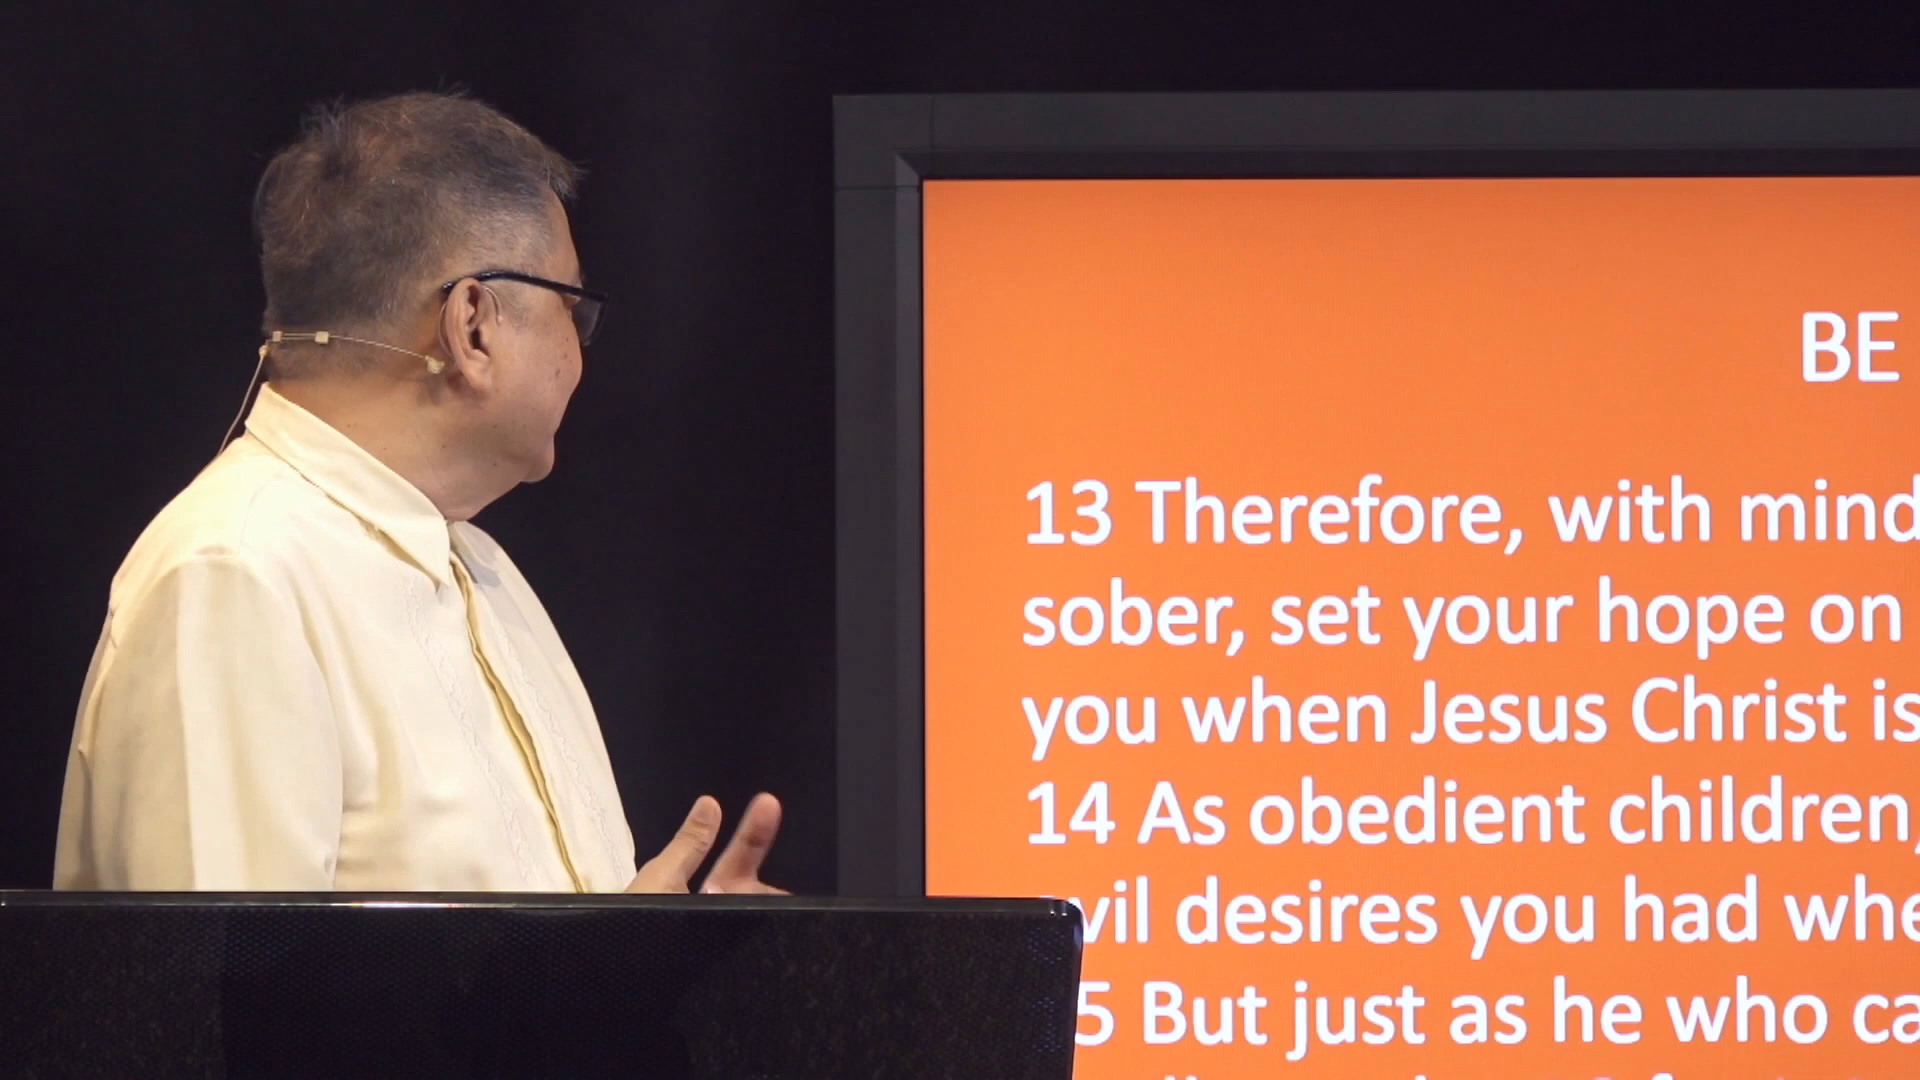 BE
13 Therefore, with mind
sober, set your hope on
you when Jesus Christ is
14 As obedient children,
vil desires you had whe
5 But just as he who ca